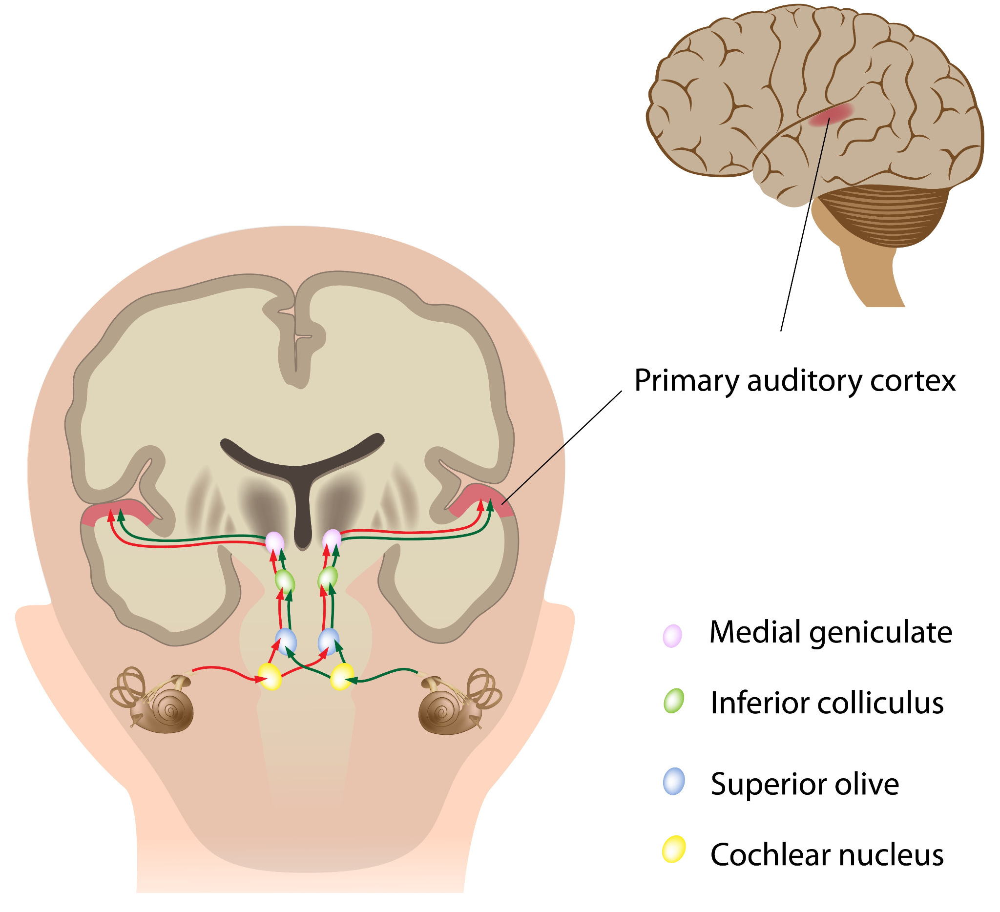 Primary auditory cortex
Medial geniculate
Inferior colliculus
Superior olive
Cochlear nucleus